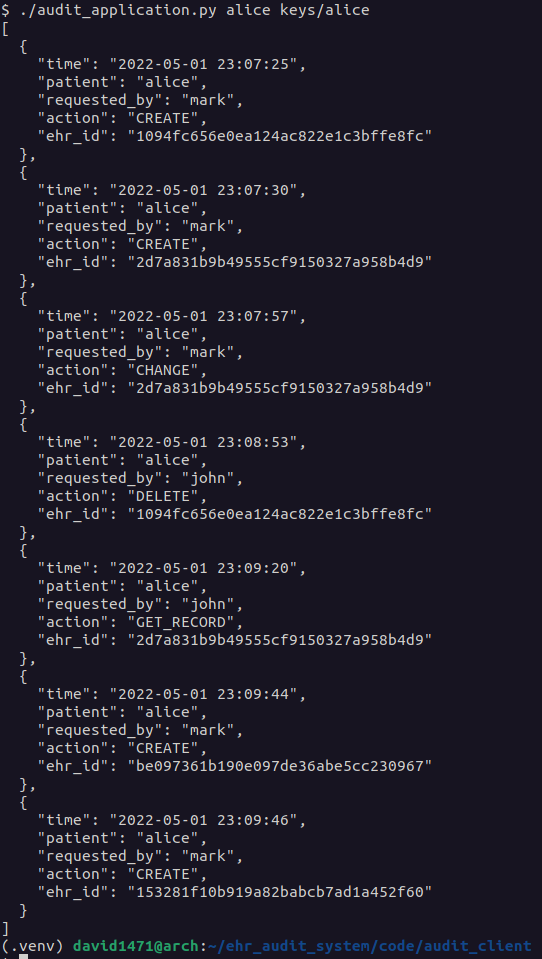 $ ./audit_application.py alice keys/alice
[
  {
    "time": "2022-05-01 23:07:25",
    "patient": "alice",
    "requested_by": "mark",
    "action": "CREATE",
    "ehr_id": "1094fc656e0ea124ac822e1c3bffe8fc"
  },
  {
    "time": "2022-05-01 23:07:30",
    "patient": "alice",
    "requested_by": "mark",
    "action": "CREATE",
    "ehr_id": "2d7a831b9b49555cf9150327a958b4d9"
  },
  {
    "time": "2022-05-01 23:07:57",
    "patient": "alice",
    "requested_by": "mark",
    "action": "CHANGE",
    "ehr_id": "2d7a831b9b49555cf9150327a958b4d9"
  },
  {
    "time": "2022-05-01 23:08:53",
    "patient": "alice",
    "requested_by": "john",
    "action": "DELETE",
    "ehr_id": "1094fc656e0ea124ac822e1c3bffe8fc"
  },
  {
    "time": "2022-05-01 23:09:20",
    "patient": "alice",
    "requested_by": "john",
    "action": "GET_RECORD",
    "ehr_id": "2d7a831b9b49555cf9150327a958b4d9"
  },
  {
    "time": "2022-05-01 23:09:44",
    "patient": "alice",
    "requested_by": "mark",
    "action": "CREATE",
    "ehr_id": "be097361b190e097de36abe5cc230967"
  },
  {
    "time": "2022-05-01 23:09:46",
    "patient": "alice",
    "requested_by": "mark",
    "action": "CREATE",
    "ehr_id": "153281f10b919a82babcb7ad1a452f60"
  }
]
(.venv) david1471@arch:~/ehr_audit_system/code/audit_client